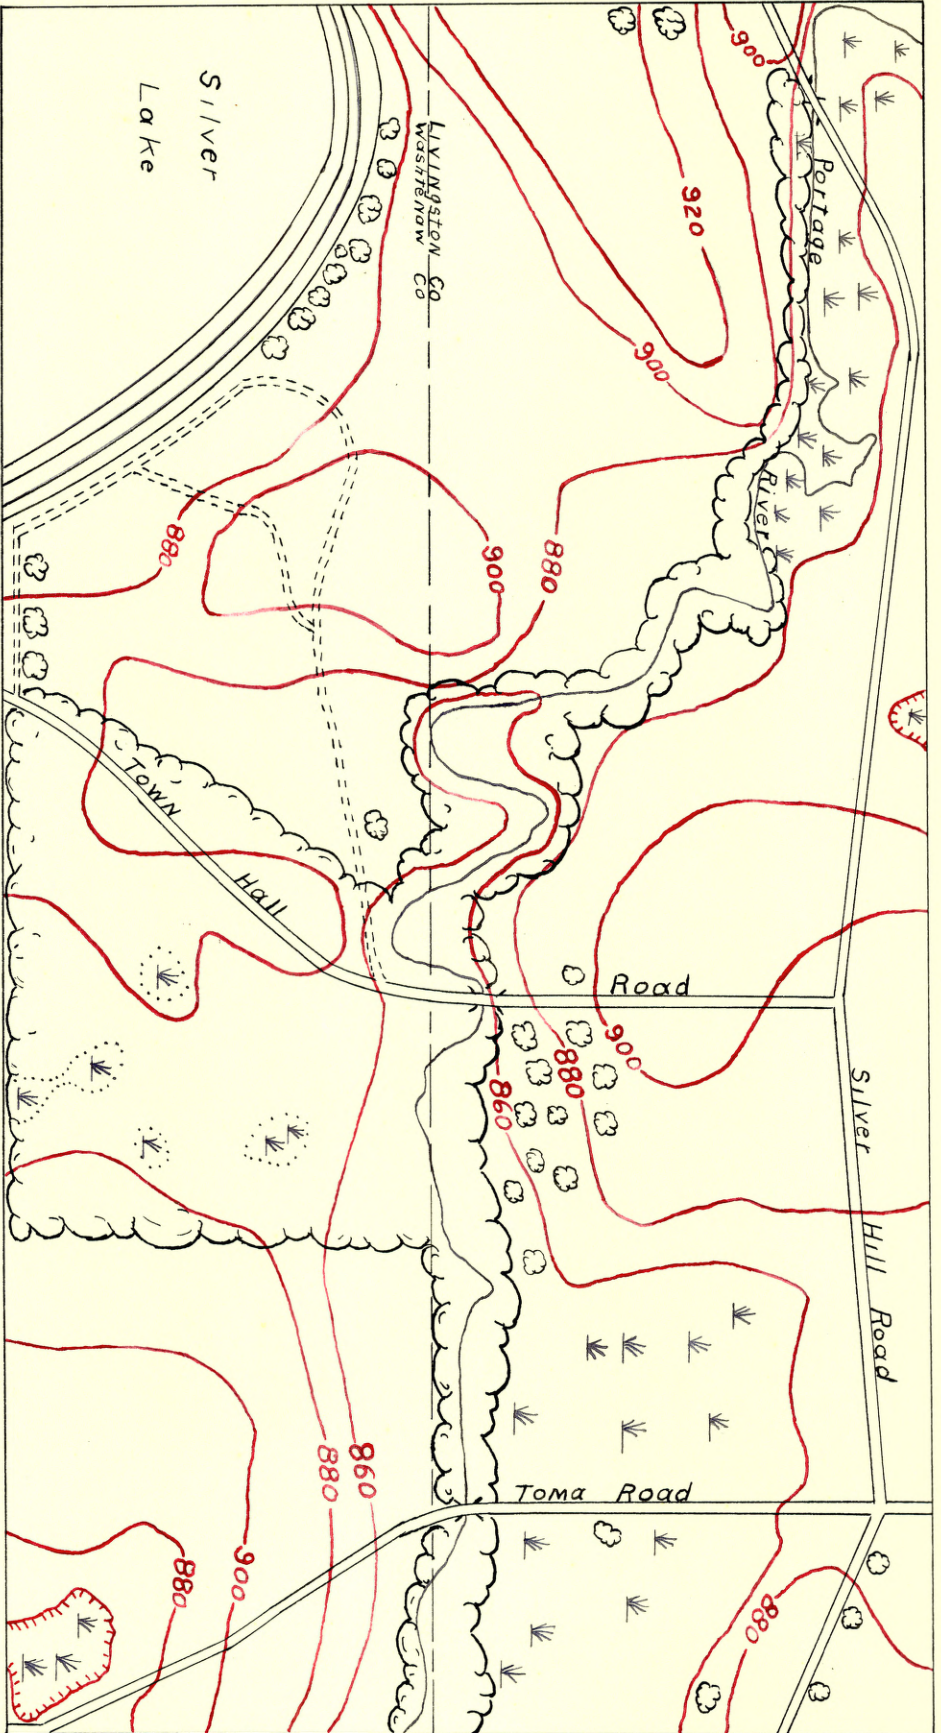 Silver
Lake
LIVINGSTON CO
Washtenaw CO
920
900
900
Portage
River
880
900
880
TOWN
Hall
Road
900
880
860
Silver
Hill
Road
Toma Road
860
880
900
880
880